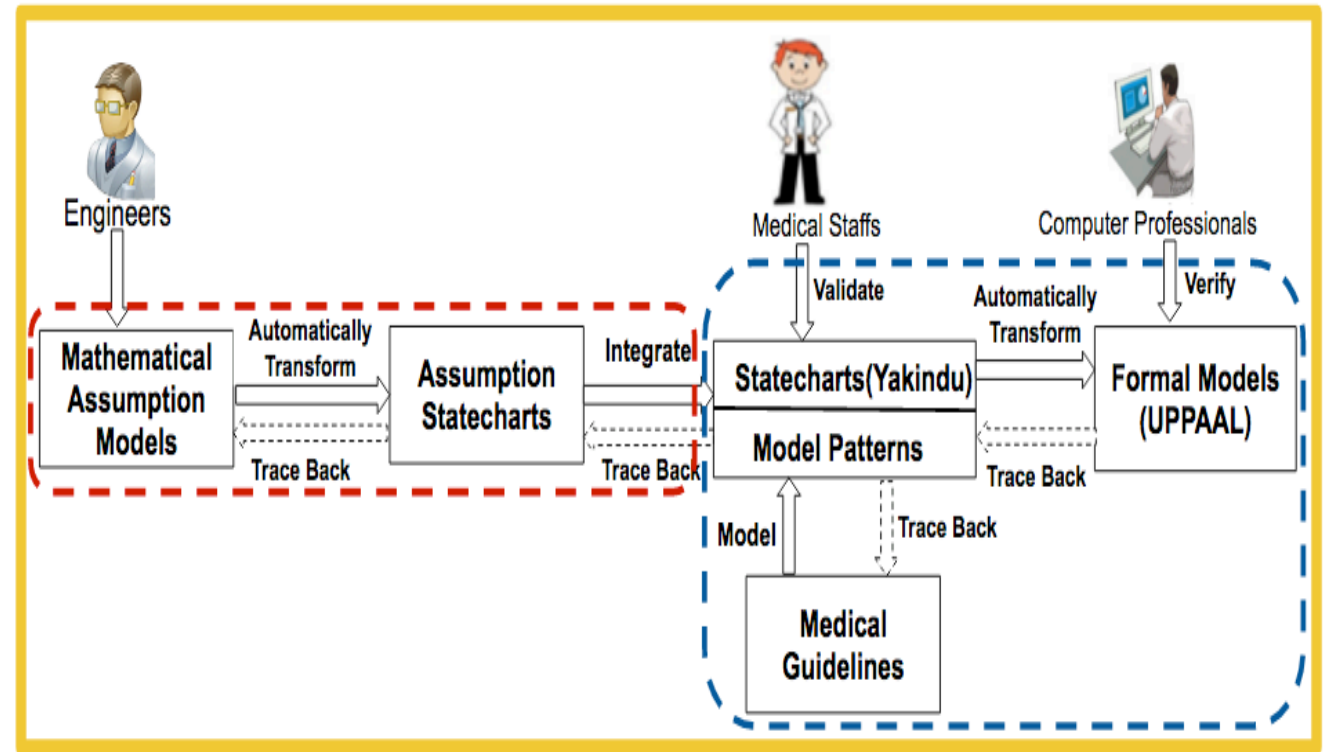 Engineers
Medical Staffs
Computer Professionals
Validate
Verify
Automatically
Transform
Automatically
Transform
Integrate
Mathematical
Assumption
Models
Assumption
Statecharts
Statecharts(Yakindu)
Model Patterns
Formal Models
(UPPAAL)
Trace Back
Trace Back
Trace Back
Model
Trace Back
Medical
Guidelines